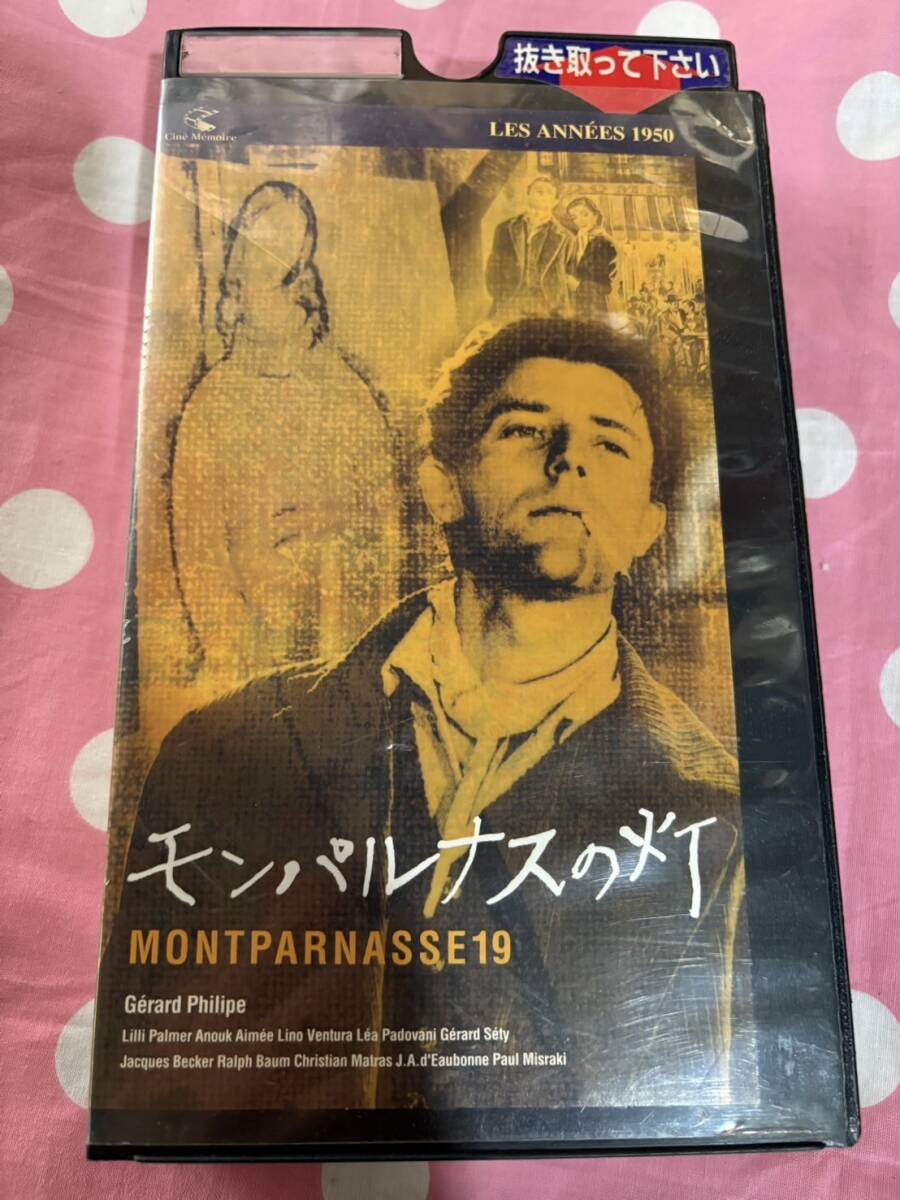 抜き取って下さい
Ciné Mémoire
LES ANNÉES 1950
モンパルナスの灯
MONTPARNASSE19
Gérard Philipe
Lilli Palmer Anouk Aimée Lino Ventura Léa Padovani Gérard Séty
Jacques Becker Ralph Baum Christian Matras J.A.d'Eaubonne Paul Misraki